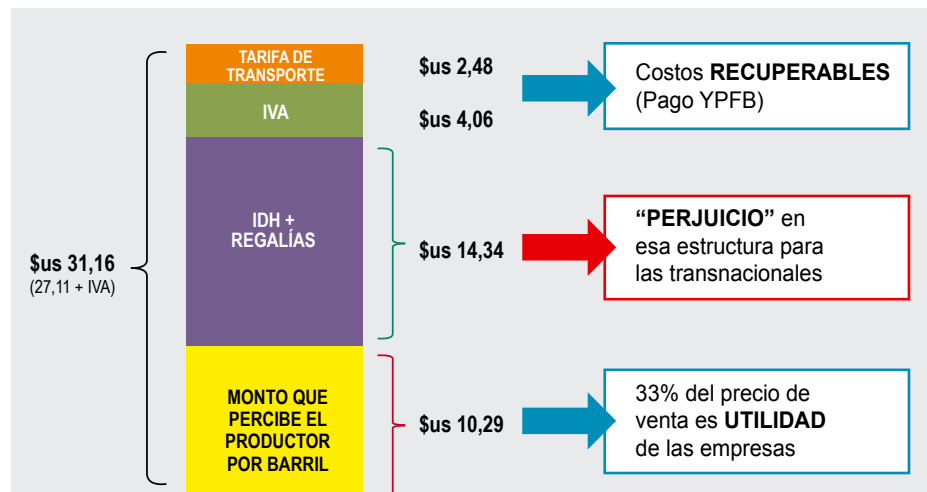 $us 31,16
(27,11 + IVA)
TARIFA DE
TRANSPORTE
IVA
IDH +
REGALÍAS
MONTO QUE
PERCIBE EL
PRODUCTOR
POR BARRIL
$us 2,48
$us 4,06
$us 14,34
$us 10,29
Costos RECUPERABLES
(Pago YPFB)
“PERJUICIO” en
esa estructura para
las transnacionales
33% del precio de
venta es UTILIDAD
de las empresas